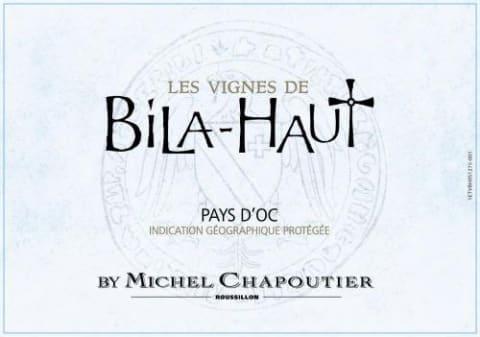 LES VIGNES DE
BILA-HAUT
PAYS D'OC
INDICATION GÉOGRAPHIQUE PROTÉGÉE
BY MICHEL CHAPOUTIER
ROUSSILLON